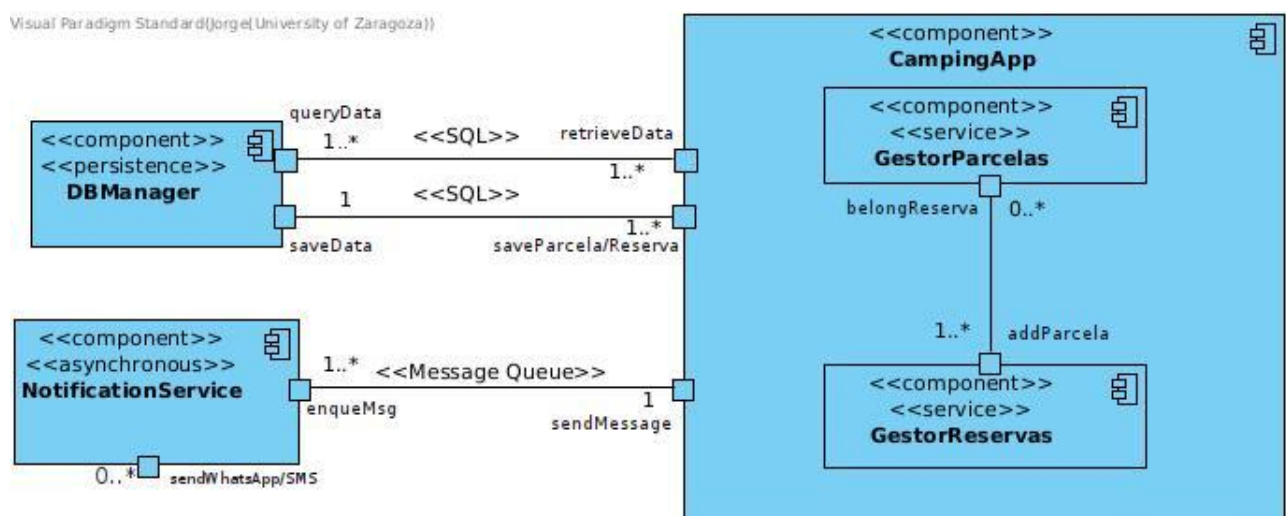 Visual Paradigm Standard(Jorge(University of Zaragoza))
<<component>>
CampingApp
<<component>>
<<service>>
GestorParcelas
belongReserva
0..*
1..*
addParcela
<<component>>
<<service>>
GestorReservas
<<component>>
<<persistence>>
DBManager
queryData
1..*
<<SQL>>
retrieveData
1..*
1
<<SQL>>
1..*
saveData
saveParcela/Reserva
<<component>>
<<asynchronous>>
NotificationService
1..*
<<Message Queue>>
1
enqueMsg
sendMessage
0..*
sendWhatsApp/SMS